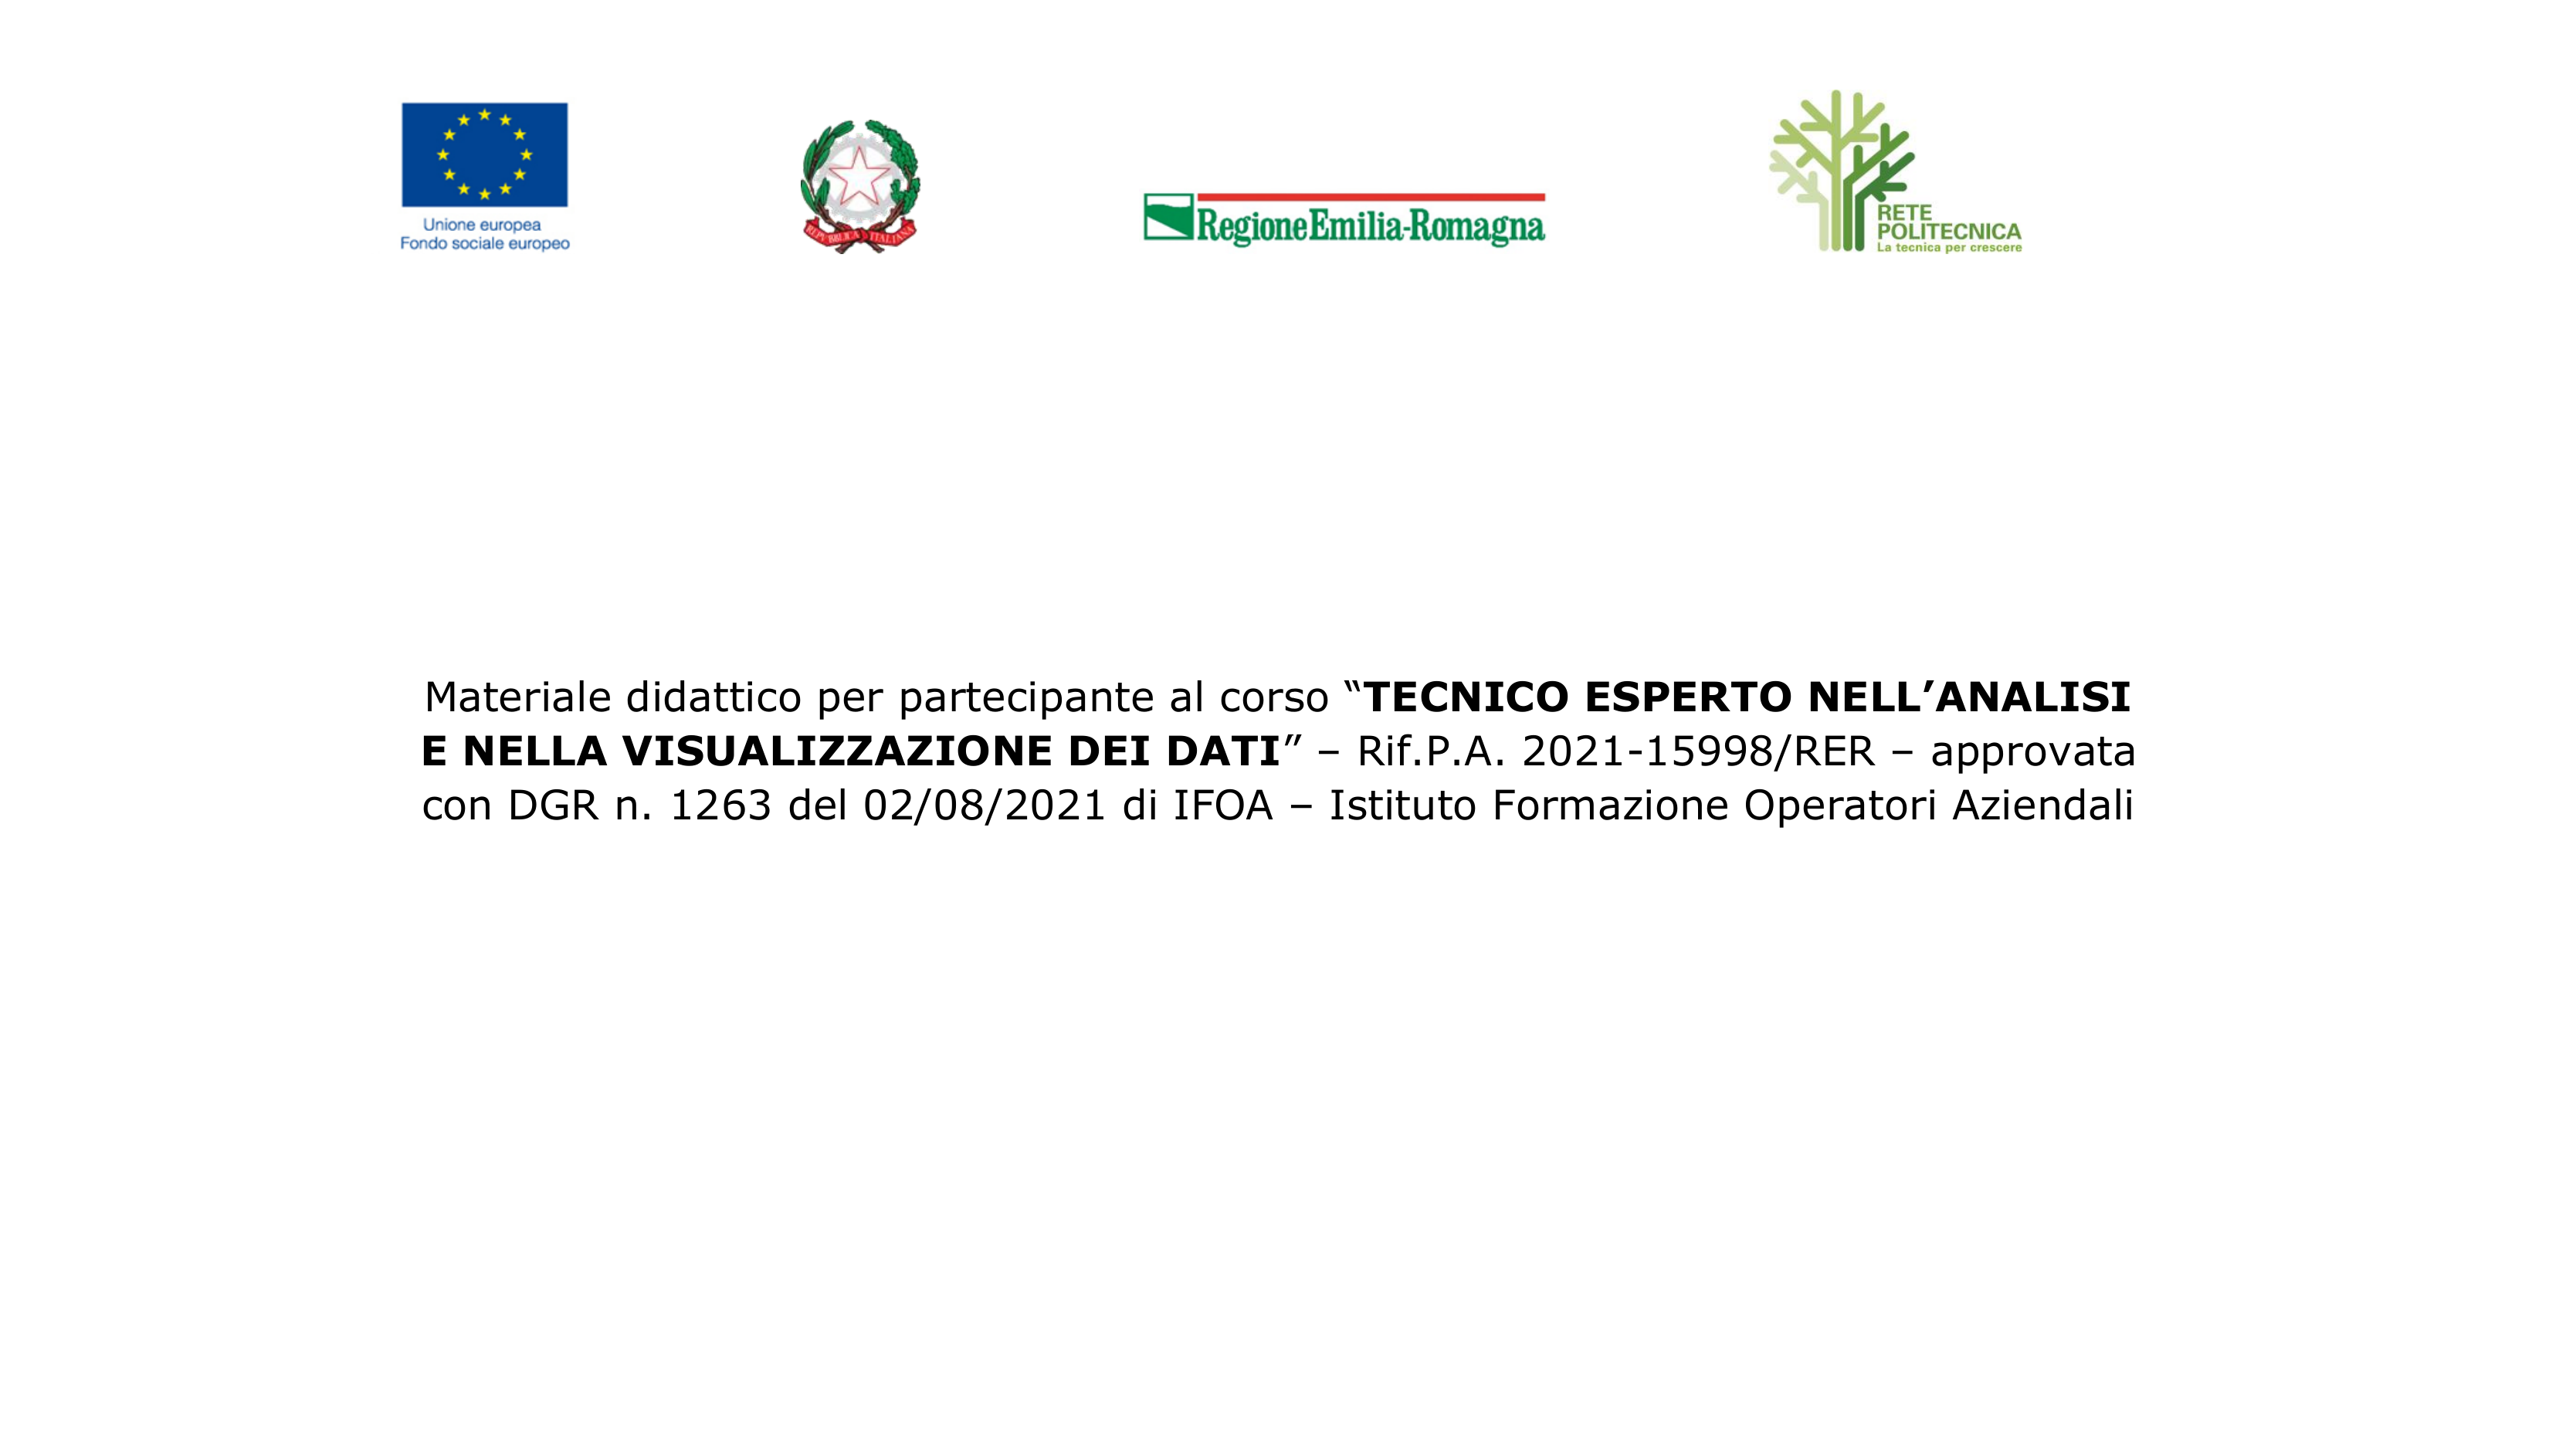 Unione europea
Fondo sociale europeo
REPVBBLICA ITALIANA
RegioneEmilia-Romagna
RETE
POLITECNICA
La tecnica per crescere
Materiale didattico per partecipante al corso “TECNICO ESPERTO NELL’ANALISI
E NELLA VISUALIZZAZIONE DEI DATI” – Rif.P.A. 2021-15998/RER – approvata
con DGR n. 1263 del 02/08/2021 di IFOA – Istituto Formazione Operatori Aziendali